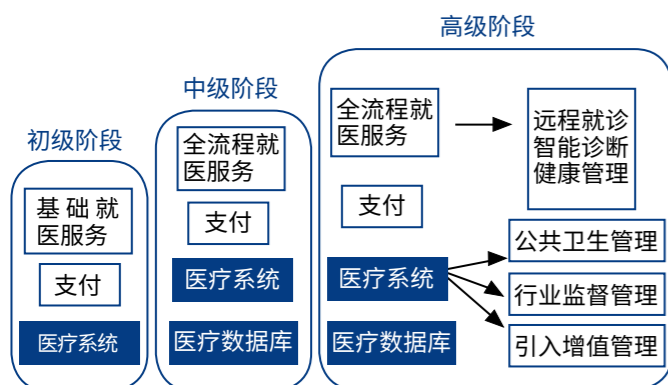 初级阶段
基础就
医服务
支付
医疗系统
中级阶段
全流程就
医服务
支付
医疗系统
医疗数据库
高级阶段
全流程就
医服务
支付
医疗系统
医疗数据库
远程就诊
智能诊断
健康管理
公共卫生管理
行业监督管理
引入增值管理